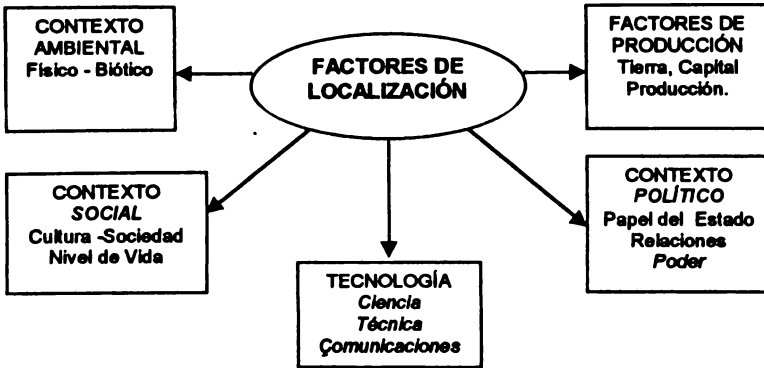 CONTEXTO
AMBIENTAL
Físico - Biótico
FACTORES DE
LOCALIZACIÓN
FACTORES DE
PRODUCCIÓN
Tierra, Capital
Producción.
CONTEXTO
SOCIAL
Cultura -Sociedad
Nivel de Vida
TECNOLOGÍA
Ciencia
Técnica
Çomunicaciones
CONTEXTO
POLÍTICO
Papel del Estado
Relaciones
Poder